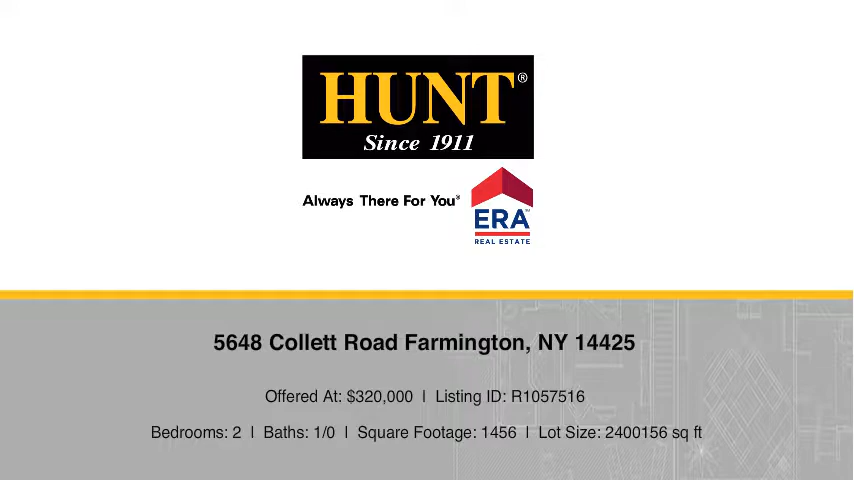 HUNT®
Since 1911
Always There For You®
ERA™
REAL ESTATE
5648 Collett Road Farmington, NY 14425
Offered At: $320,000 | Listing ID: R1057516
Bedrooms: 2 | Baths: 1/0 | Square Footage: 1456 | Lot Size: 2400156 sq ft